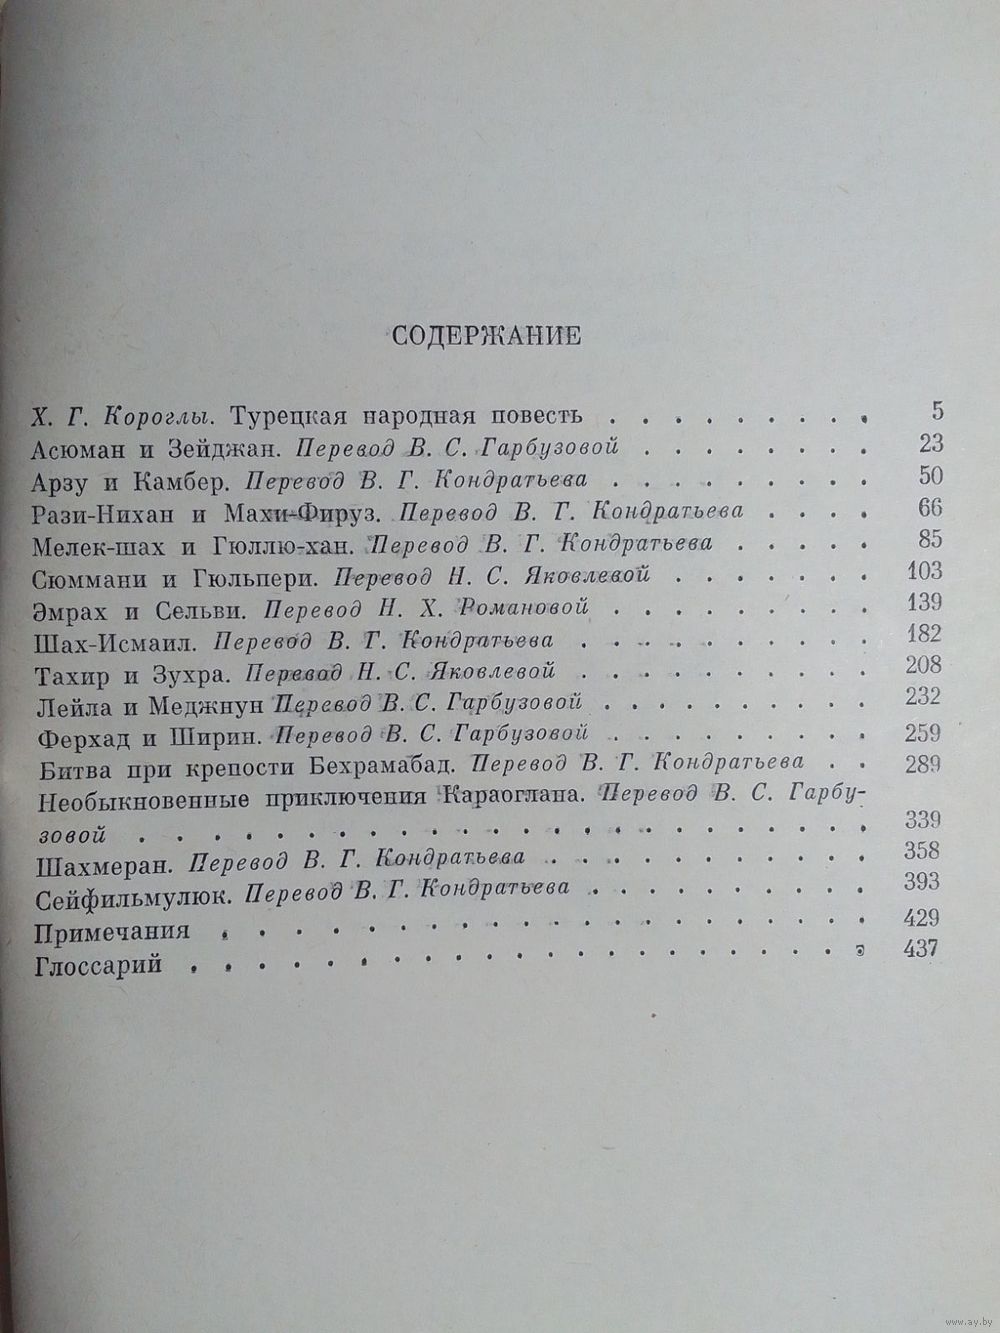 СОДЕРЖАНИЕ
Х. Г. Короглы. Турецкая народная повесть . . . . . . . . . 5
Асюман и Зейджан. Перевод В. С. Гарбузовой . . . . . . . . 23
Арзу и Камбер. Перевод В. Г. Кондратьева . . . . . . . . . 50
Рази-Нихан и Махи-Фируз. Перевод В. Г. Кондратьева . . . . 66
Мелек-шах и Гюллю-хан. Перевод В. Г. Кондратьева . . . . . 85
Сюммани и Гюльпери. Перевод Н. С. Яковлевой . . . . . . . 103
Эмрах и Сельви. Перевод Н. Х. Романовой . . . . . . . . . 139
Шах-Исмаил. Перевод В. Г. Кондратьева . . . . . . . . . . 182
Тахир и Зухра. Перевод Н. С. Яковлевой . . . . . . . . . . 208
Лейла и Меджнун Перевод В. С. Гарбузовой . . . . . . . . . 232
Ферхад и Ширин. Перевод В. С. Гарбузовой . . . . . . . . . 259
Битва при крепости Бехрамабад. Перевод В. Г. Кондратьева . . 289
Необыкновенные приключения Караоглана. Перевод В. С. Гарбу-
зовой . . . . . . . . . . . . . . . . . . . . . . . . 339
Шахмеран. Перевод В. Г. Кондратьева . . . . . . . . . . 358
Сейфильмулюк. Перевод В. Г. Кондратьева . . . . . . . . . 393
Примечания . . . . . . . . . . . . . . . . . . . . 429
Глоссарий . . . . . . . . . . . . . . . . . . . . . 437
www.ay.by